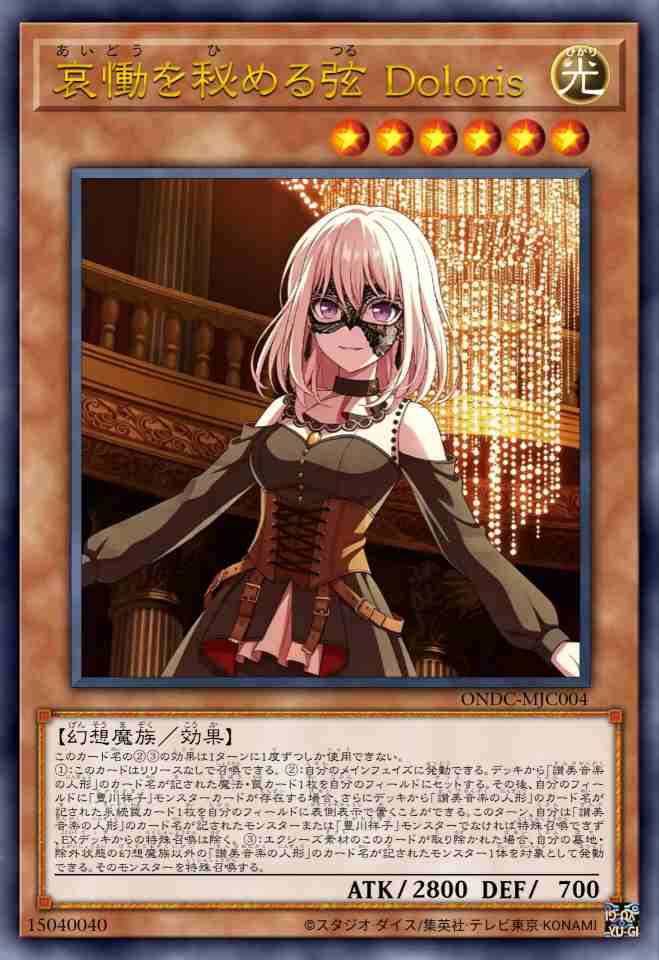 あいどう ひ つる
哀慟を秘める弦 Doloris
ひかり
光
ONDC-MJC004
げんそうまぞく こうか
【幻想魔族／効果】
このカード名の②③の効果は1ターンに1度ずつしか使用できない。
①：このカードはリリースなしで召喚できる。②：自分のメインフェイズに発動できる。デッキから「讃美音楽
の人形」のカード名が記された魔法・罠カード1枚を自分のフィールドにセットする。その後、自分のフィー
ルドに「豊川祥子」モンスターカードが存在する場合、さらにデッキから「讃美音楽の人形」のカード名が
記された永続罠カード1枚を自分のフィールドに表側表示で置くことができる。このターン、自分は「讃美
音楽の人形」のカード名が記されたモンスターまたは「豊川祥子」モンスターでなければ特殊召喚できず
、EXデッキからの特殊召喚は除く。③：エクシーズ素材のこのカードが取り除かれた場合、自分の墓地・
除外状態の幻想魔族以外の「讃美音楽の人形」のカード名が記されたモンスター1体を対象として発動
できる。そのモンスターを特殊召喚する。
ATK/2800 DEF/ 700
15040040
©スタジオ・ダイス/集英社・テレビ東京・KONAMI